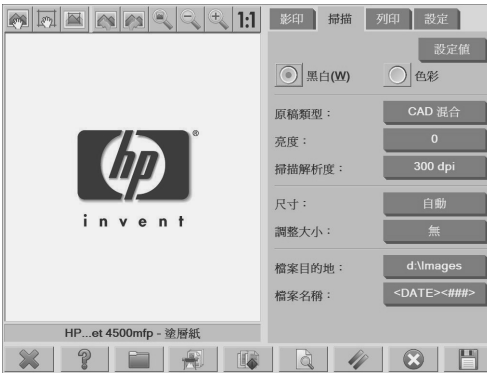 1:1
影印 掃描 列印 設定
設定值
黑白(W) 色彩
原稿類型： CAD 混合
亮度： 0
掃描解析度： 300 dpi
尺寸： 自動
調整大小： 無
檔案目的地： d:\Images
檔案名稱： <DATE><###>
hp ®
invent
HP...et 4500mfp - 塗層紙